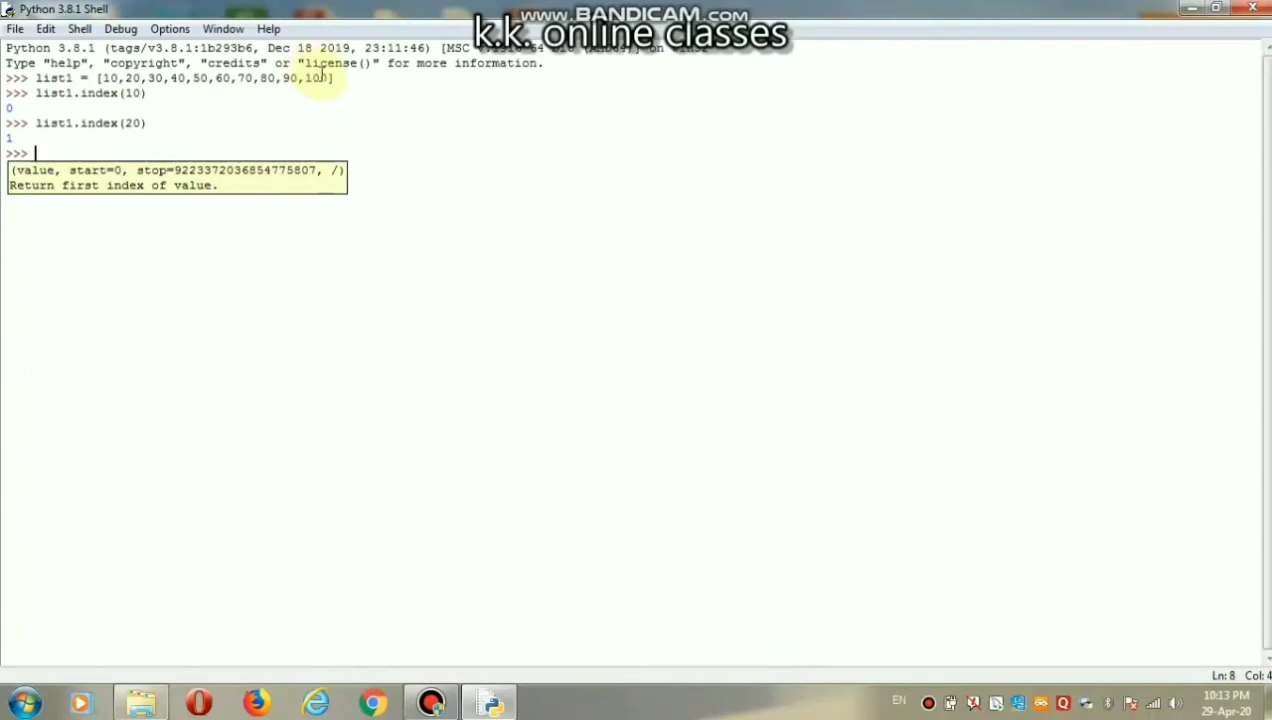 Python 3.8.1 Shell
www.BANDICAM.com
File Edit Shell Debug Options Window Help
k.k. online classes
Python 3.8.1 (tags/v3.8.1:1b293b6, Dec 18 2019, 23:11:46) [MSC
Type "help", "copyright", "credits" or "license()" for more information.
>>> list1 = [10,20,30,40,50,60,70,80,90,100]
>>> list1.index(10)
0
>>> list1.index(20)
1
>>>
(value, start=0, stop=9223372036854775807, /)
Return first index of value.
Ln: 8 Col: 4
EN
10:13 PM
29-Apr-20